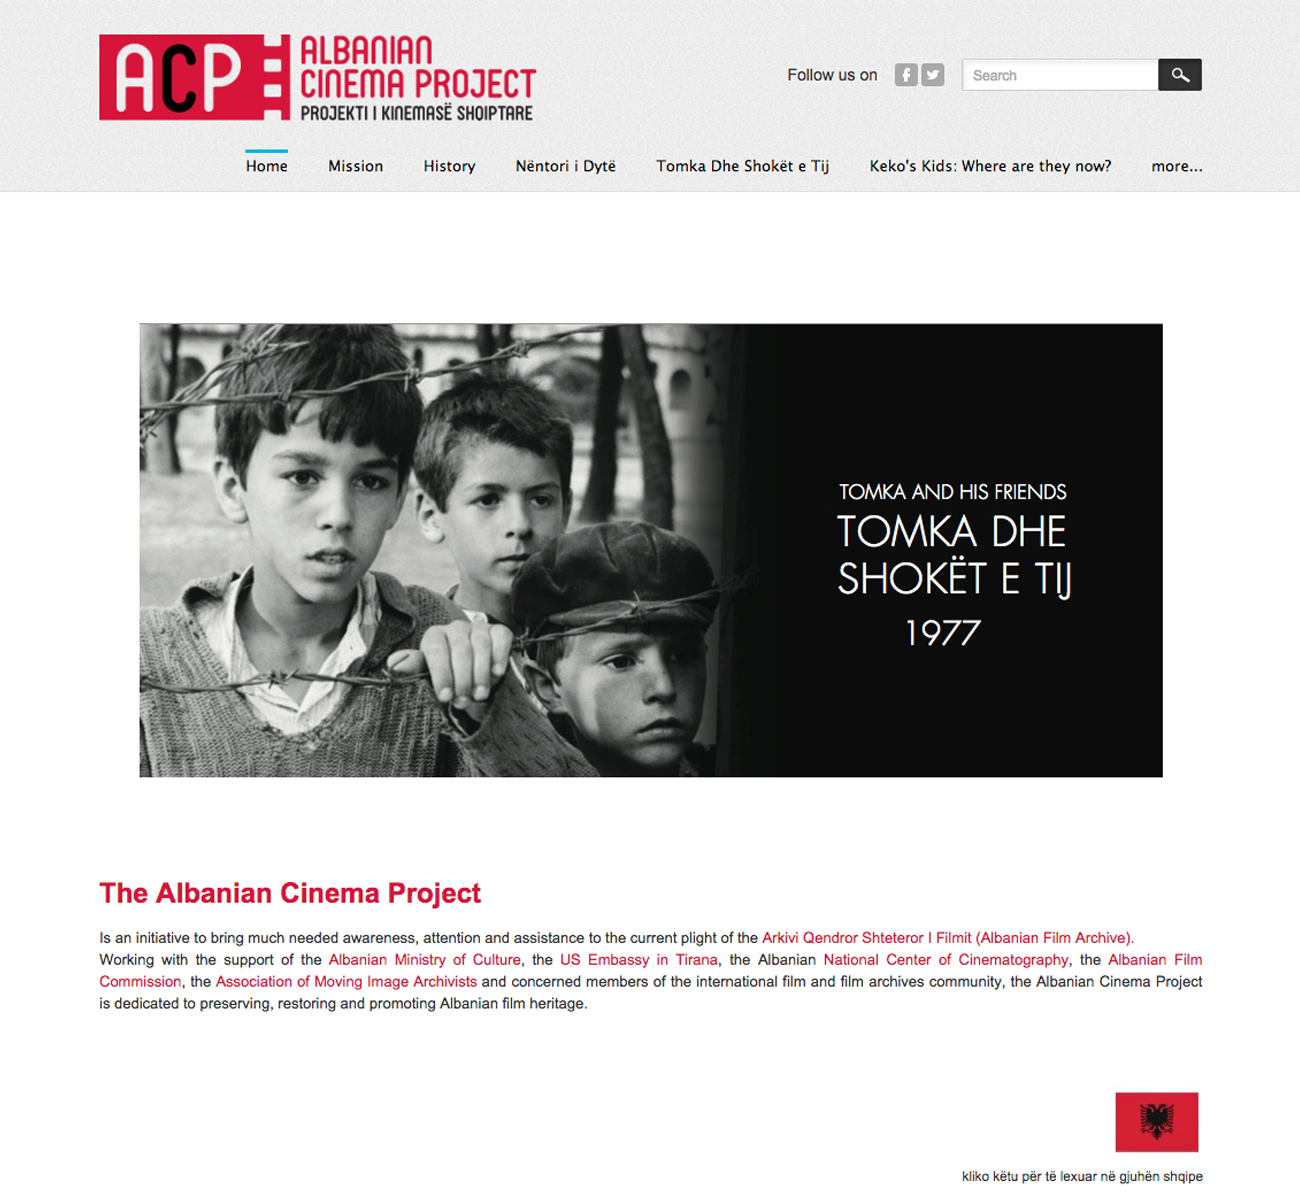 ACP
ALBANIAN
CINEMA PROJECT
PROJEKTI I KINEMASË SHQIPTARE
Follow us on
Search
Home Mission History Nëntori i Dytë Tomka Dhe Shokët e Tij Keko's Kids: Where are they now? more...
TOMKA AND HIS FRIENDS
TOMKA DHE
SHOKËT E TIJ
1977
The Albanian Cinema Project
Is an initiative to bring much needed awareness, attention and assistance to the current plight of the Arkivi Qendror Shteteror I Filmit (Albanian Film Archive).
Working with the support of the Albanian Ministry of Culture, the US Embassy in Tirana, the Albanian National Center of Cinematography, the Albanian Film
Commission, the Association of Moving Image Archivists and concerned members of the international film and film archives community, the Albanian Cinema Project
is dedicated to preserving, restoring and promoting Albanian film heritage.
kliko këtu për të lexuar në gjuhën shqipe